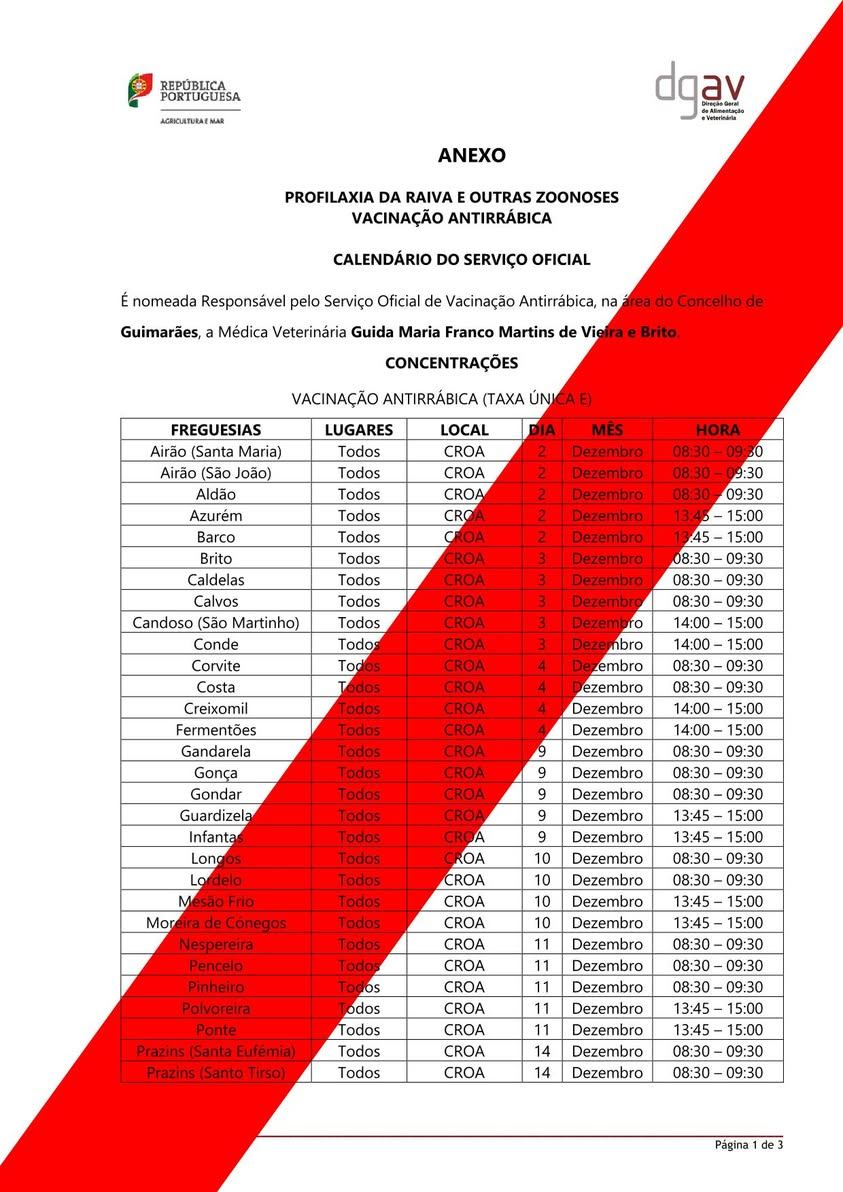 REPÚBLICA
PORTUGUESA
AGRICULTURA E MAR
dgav
Direção Geral
de Alimentação
e Veterinária
ANEXO
PROFILAXIA DA RAIVA E OUTRAS ZOONOSES
VACINAÇÃO ANTIRRÁBICA
CALENDÁRIO DO SERVIÇO OFICIAL
É nomeada Responsável pelo Serviço Oficial de Vacinação Antirrábica, na área do Concelho de
Guimarães, a Médica Veterinária Guida Maria Franco Martins de Vieira e Brito.
CONCENTRAÇÕES
VACINAÇÃO ANTIRRÁBICA (TAXA ÚNICA E)
FREGUESIAS LUGARES LOCAL DIA MÊS HORA
Airão (Santa Maria) Todos CROA 2 Dezembro 08:30 – 09:30
Airão (São João) Todos CROA 2 Dezembro 08:30 – 09:30
Aldão Todos CROA 2 Dezembro 08:30 – 09:30
Azurém Todos CROA 2 Dezembro 13:45 – 15:00
Barco Todos CROA 2 Dezembro 13:45 – 15:00
Brito Todos CROA 3 Dezembro 08:30 – 09:30
Caldelas Todos CROA 3 Dezembro 08:30 – 09:30
Calvos Todos CROA 3 Dezembro 08:30 – 09:30
Candoso (São Martinho) Todos CROA 3 Dezembro 14:00 – 15:00
Conde Todos CROA 3 Dezembro 14:00 – 15:00
Corvite Todos CROA 4 Dezembro 08:30 – 09:30
Costa Todos CROA 4 Dezembro 08:30 – 09:30
Creixomil Todos CROA 4 Dezembro 14:00 – 15:00
Fermentões Todos CROA 4 Dezembro 14:00 – 15:00
Gandarela Todos CROA 9 Dezembro 08:30 – 09:30
Gonça Todos CROA 9 Dezembro 08:30 – 09:30
Gondar Todos CROA 9 Dezembro 08:30 – 09:30
Guardizela Todos CROA 9 Dezembro 13:45 – 15:00
Infantas Todos CROA 9 Dezembro 13:45 – 15:00
Longos Todos CROA 10 Dezembro 08:30 – 09:30
Lordelo Todos CROA 10 Dezembro 08:30 – 09:30
Mesão Frio Todos CROA 10 Dezembro 13:45 – 15:00
Moreira de Cónegos Todos CROA 10 Dezembro 13:45 – 15:00
Nespereira Todos CROA 11 Dezembro 08:30 – 09:30
Pencelo Todos CROA 11 Dezembro 08:30 – 09:30
Pinheiro Todos CROA 11 Dezembro 08:30 – 09:30
Polvoreira Todos CROA 11 Dezembro 13:45 – 15:00
Ponte Todos CROA 11 Dezembro 13:45 – 15:00
Prazins (Santa Eufêmia) Todos CROA 14 Dezembro 08:30 – 09:30
Prazins (Santo Tirso) Todos CROA 14 Dezembro 08:30 – 09:30
Página 1 de 3